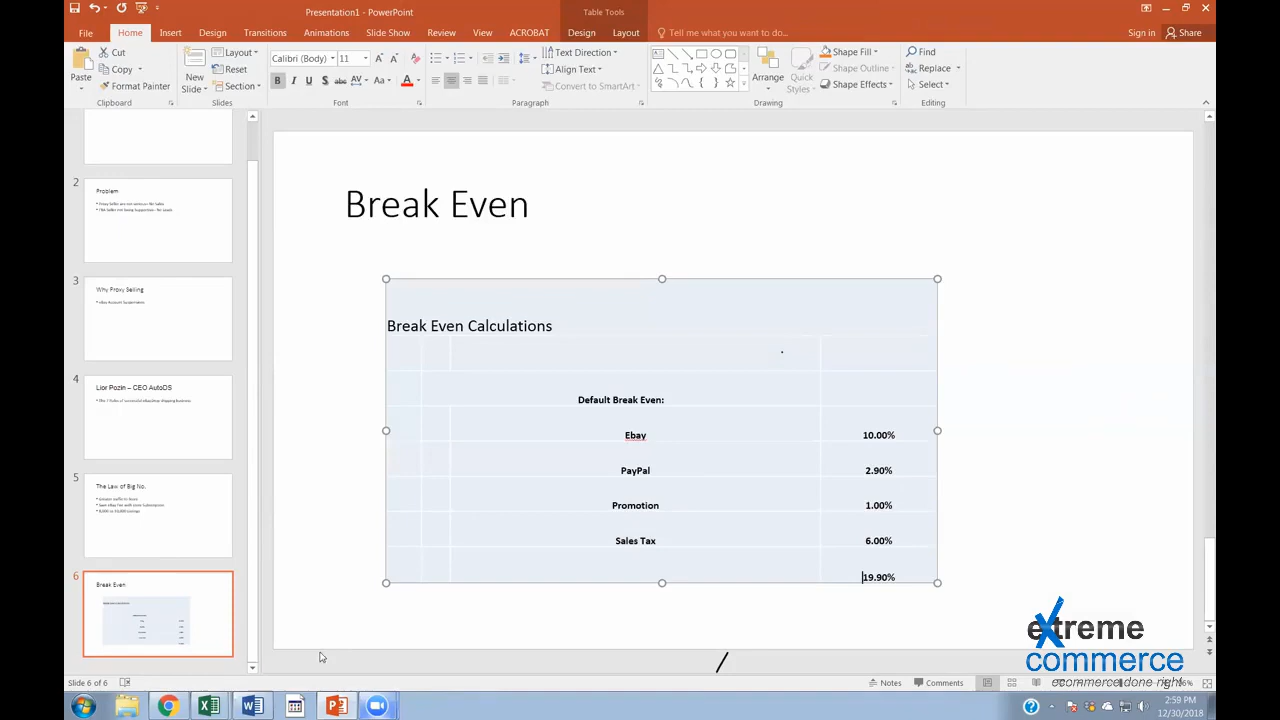 Presentation1 - PowerPoint
Table Tools
File
Home
Insert
Design
Transitions
Animations
Slide Show
Review
View
ACROBAT
Design
Layout
Tell me what you want to do...
Sign in
Share
Paste
Cut
Copy
Format Painter
Clipboard
New Slide
Layout
Reset
Section
Slides
Calibri (Body)
11
Font
Text Direction
Align Text
Convert to SmartArt
Paragraph
Arrange
Quick Styles
Shape Fill
Shape Outline
Shape Effects
Drawing
Find
Replace
Select
Editing
2
Problem
3
Why Proxy Selling
eBay Account Suspensions
4
Lior Pozin – CEO AutoDS
5
The Law of Big No.
6
Break Even
Break Even
Break Even Calculations
Default Break Even:
Ebay 10.00%
PayPal 2.90%
Promotion 1.00%
Sales Tax 6.00%
19.90%
extreme
commerce
ecommerce done right
Slide 6 of 6
Notes
Comments
2:59 PM
12/30/2018